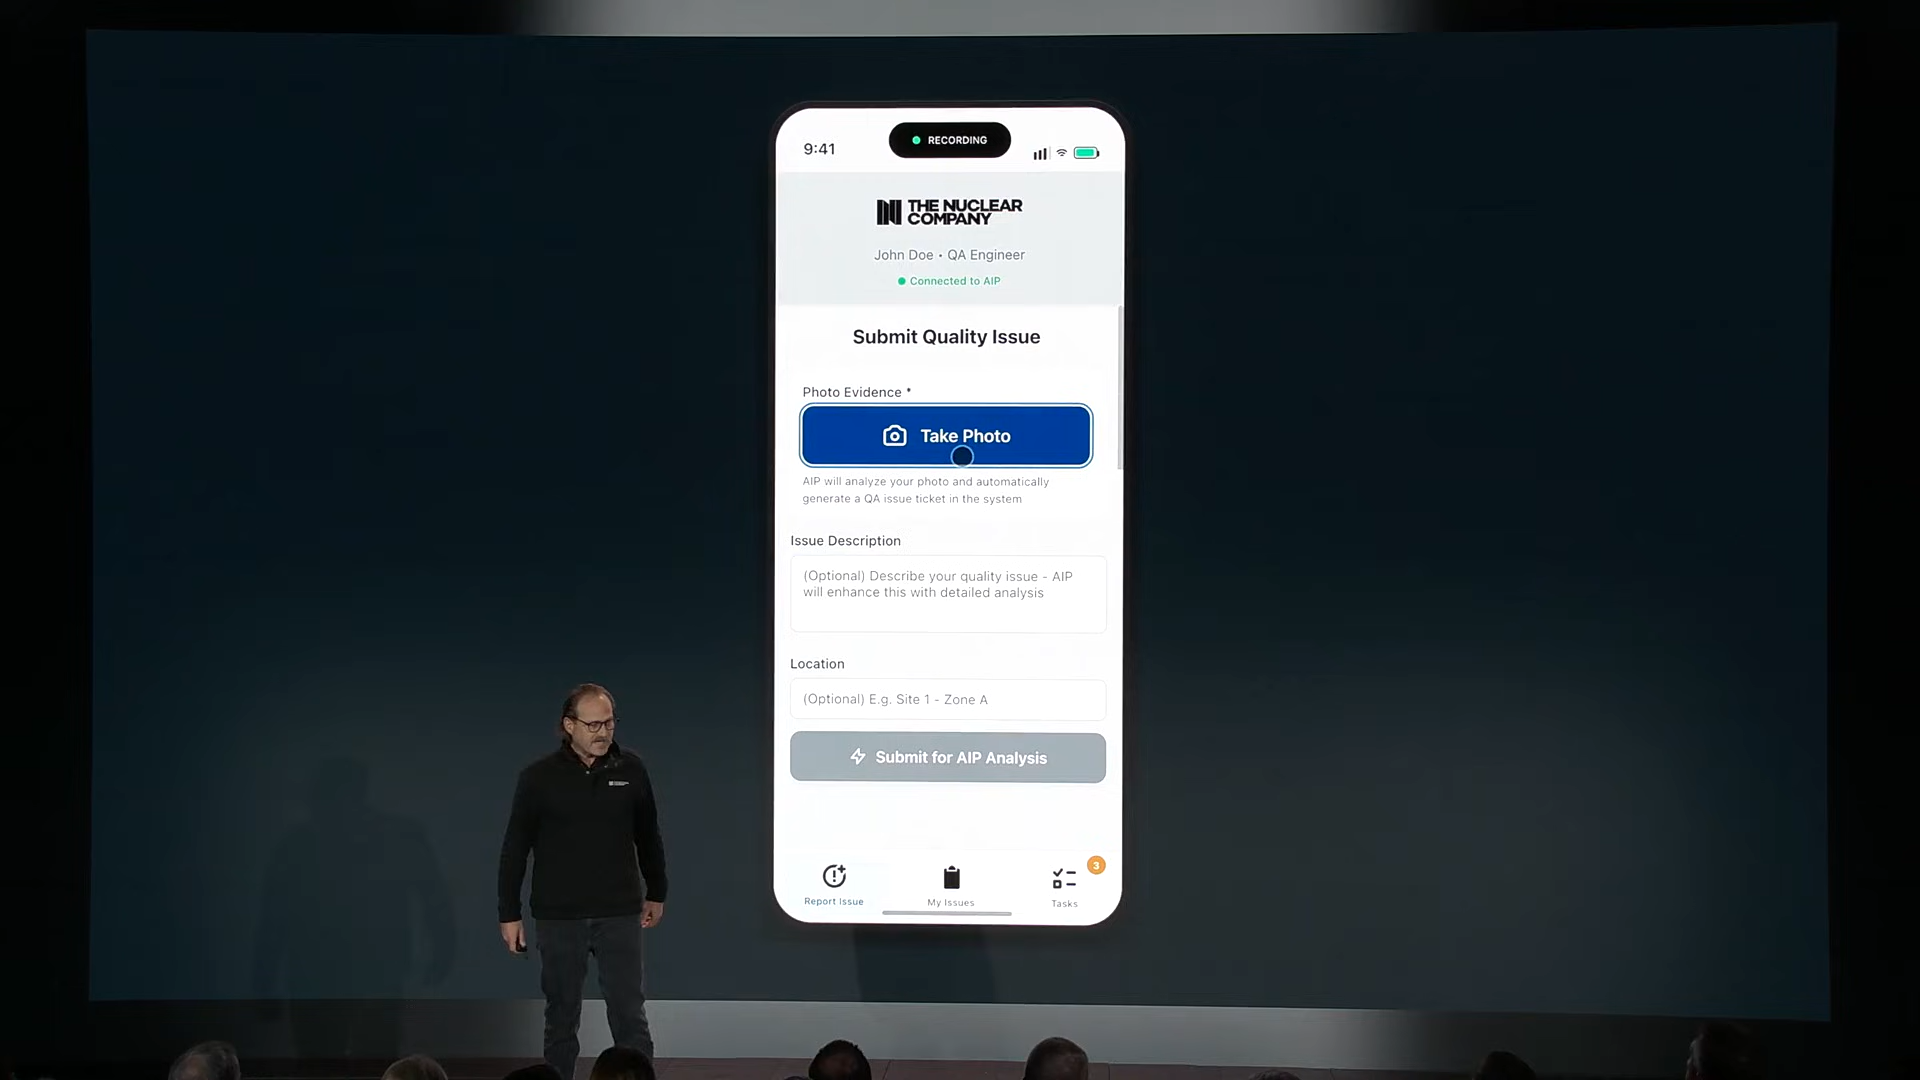 9:41
RECORDING
THE NUCLEAR
COMPANY
John Doe • QA Engineer
Connected to AIP
Submit Quality Issue
Photo Evidence *
Take Photo
AIP will analyze your photo and automatically
generate a QA issue ticket in the system
Issue Description
(Optional) Describe your quality issue - AIP
will enhance this with detailed analysis
Location
(Optional) E.g. Site 1 - Zone A
Submit for AIP Analysis
3
Report Issue
My Issues
Tasks